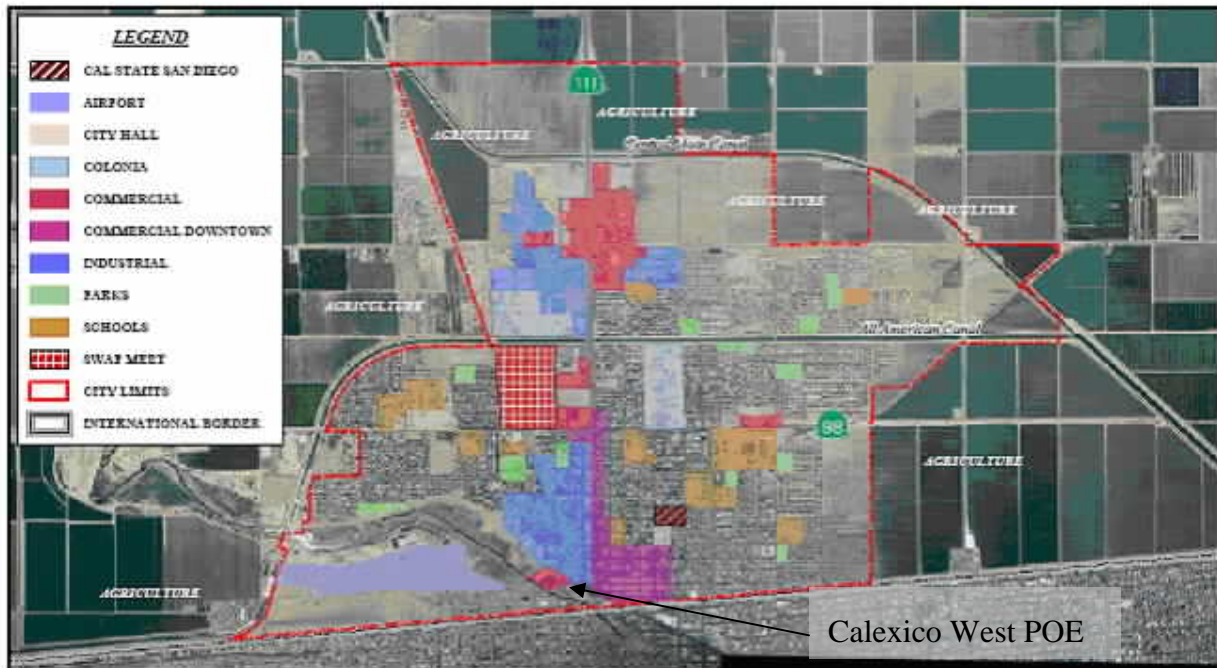 LEGEND
CAL STATE SAN DIEGO
AIRPORT
CITY HALL
COLONIA
COMMERCIAL
COMMERCIAL DOWNTOWN
INDUSTRIAL
PARKS
SCHOOLS
SWAP MEET
CITY LIMITS
INTERNATIONAL BORDER
111
AGRICULTURE
AGRICULTURE
Central Main Canal
AGRICULTURE
AGRICULTURE
AGRICULTURE
All American Canal
98
AGRICULTURE
AGRICULTURE
Calexico West POE